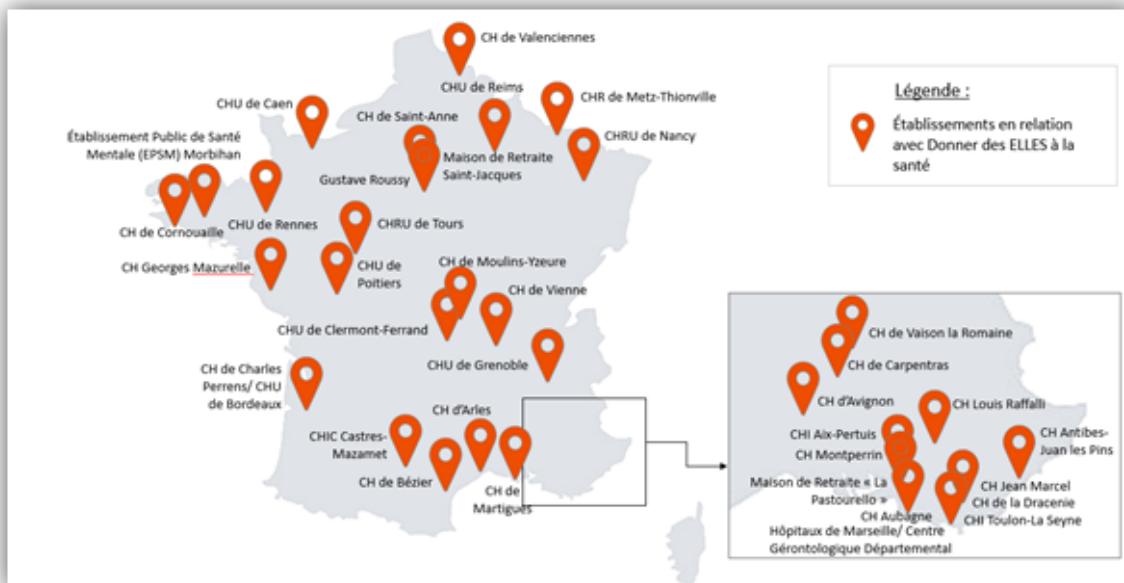 CH de Valenciennes
CHU de Reims
CHR de Metz-Thionville
CHU de Caen
CH de Saint-Anne
CHRU de Nancy
Établissement Public de Santé
Mentale (EPSM) Morbihan
Maison de Retraite
Saint-Jacques
Gustave Roussy
CHU de Rennes
CHRU de Tours
CH de Cornouaille
CH Georges Mazurelle
CHU de
Poitiers
CH de Moulins-Yzeure
CH de Vienne
CHU de Clermont-Ferrand
CHU de Grenoble
CH de Charles
Perrens/ CHU
de Bordeaux
CH d'Arles
CHIC Castres-
Mazamet
CH de Bézier
CH de
Martigues
Légende :
Établissements en relation
avec Donner des ELLES à la
santé
CH de Vaison la Romaine
CH de Carpentras
CH d'Avignon
CH Louis Raffalli
CHI Aix-Pertuis
CH Antibes-
Juan les Pins
CH Montperrin
Maison de Retraite « La
Pastourello »
CH Jean Marcel
CH de la Dracenie
CH Aubagne
CHI Toulon-La Seyne
Hôpitaux de Marseille/ Centre
Gérontologique Départemental